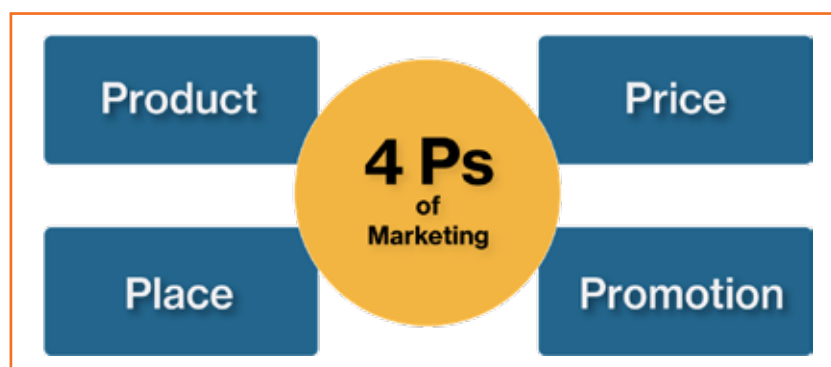 Product
Price
4 Ps
of
Marketing
Place
Promotion